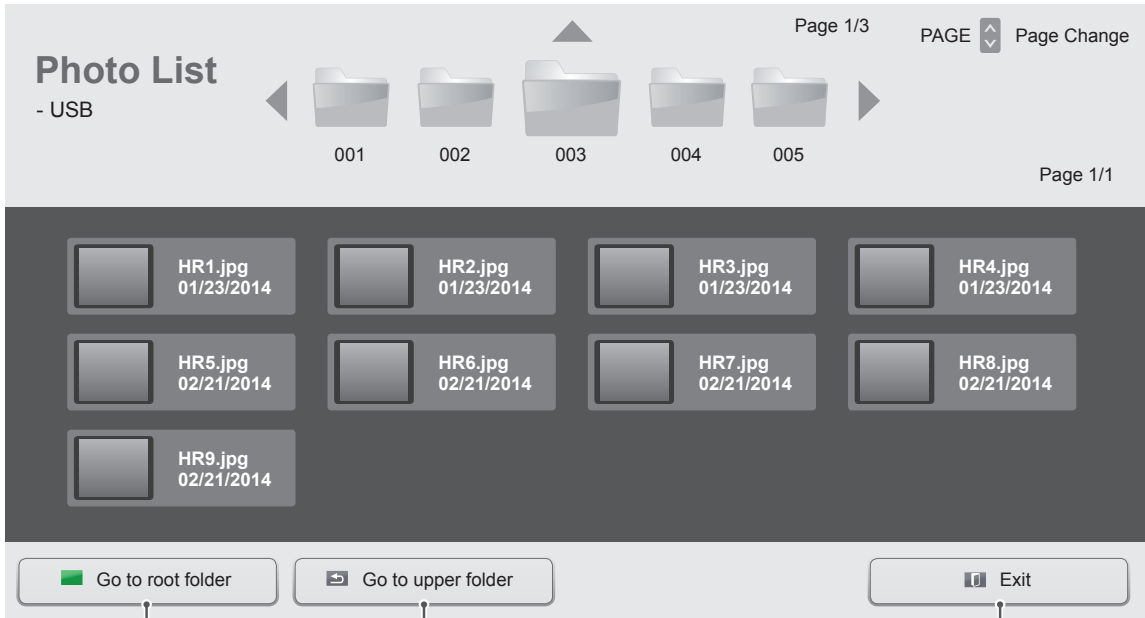 Page 1/3
PAGE Page Change
Photo List
- USB
001 002 003 004 005
Page 1/1
HR1.jpg
01/23/2014
HR2.jpg
01/23/2014
HR3.jpg
01/23/2014
HR4.jpg
01/23/2014
HR5.jpg
02/21/2014
HR6.jpg
02/21/2014
HR7.jpg
02/21/2014
HR8.jpg
02/21/2014
HR9.jpg
02/21/2014
Go to root folder
Go to upper folder
Exit